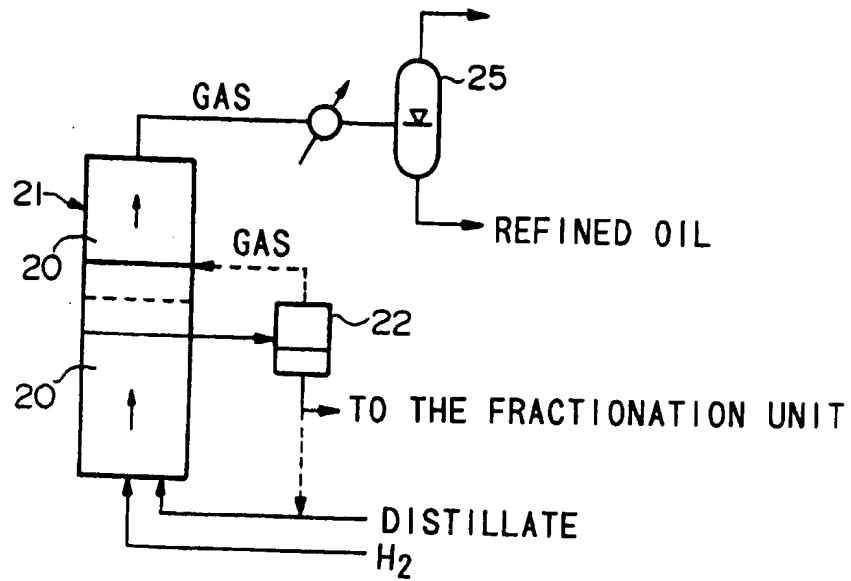 25
GAS
21
20
GAS
REFINED OIL
22
20
TO THE FRACTIONATION UNIT
DISTILLATE
H2